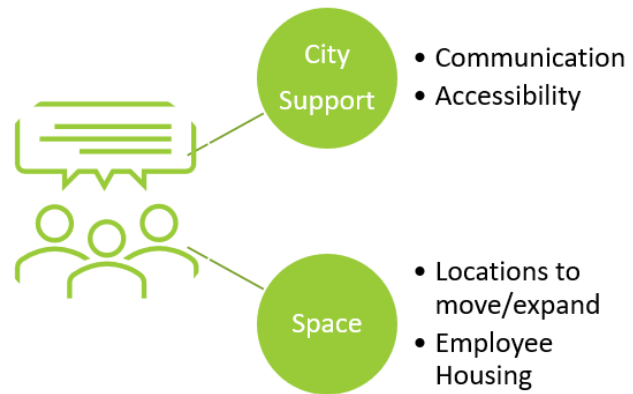 City
Support
• Communication
• Accessibility
Space
• Locations to
move/expand
• Employee
Housing